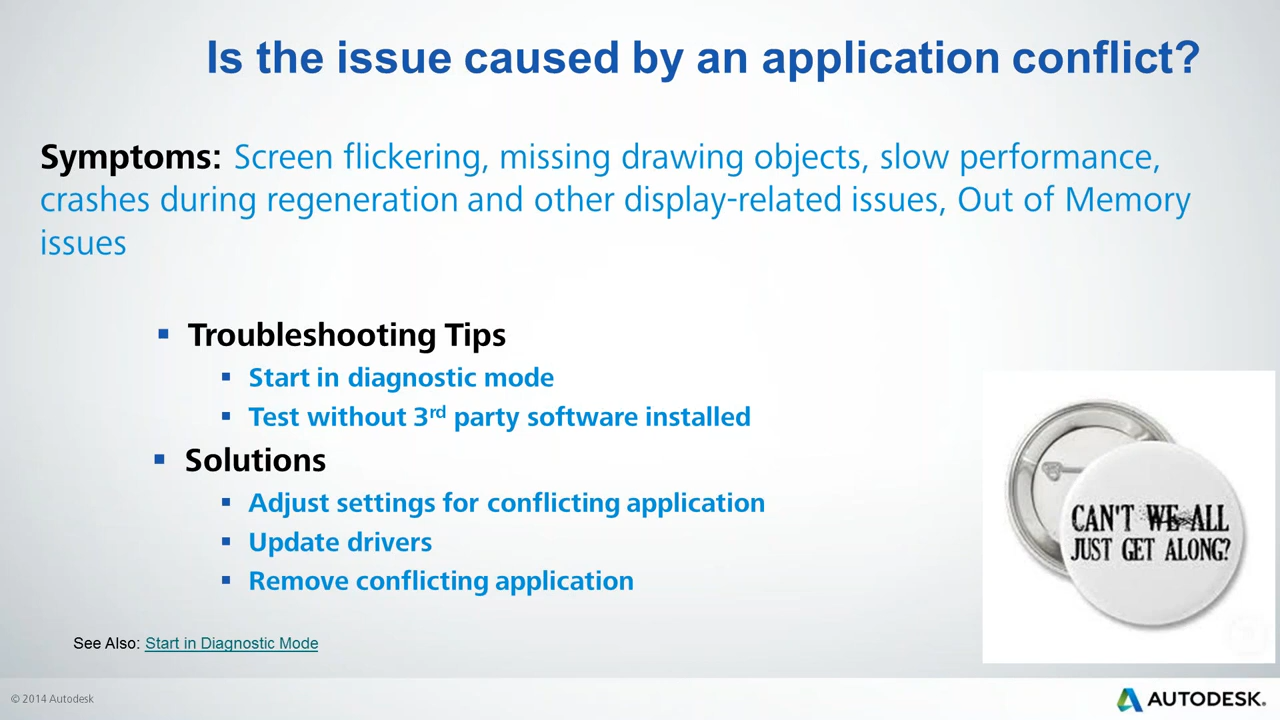 Is the issue caused by an application conflict?
Symptoms: Screen flickering, missing drawing objects, slow performance,
crashes during regeneration and other display-related issues, Out of Memory
issues
▪ Troubleshooting Tips
▪ Start in diagnostic mode
▪ Test without 3rd party software installed
▪ Solutions
▪ Adjust settings for conflicting application
▪ Update drivers
▪ Remove conflicting application
CAN'T WE ALL
JUST GET ALONG?
See Also: Start in Diagnostic Mode
© 2014 Autodesk
AUTODESK.